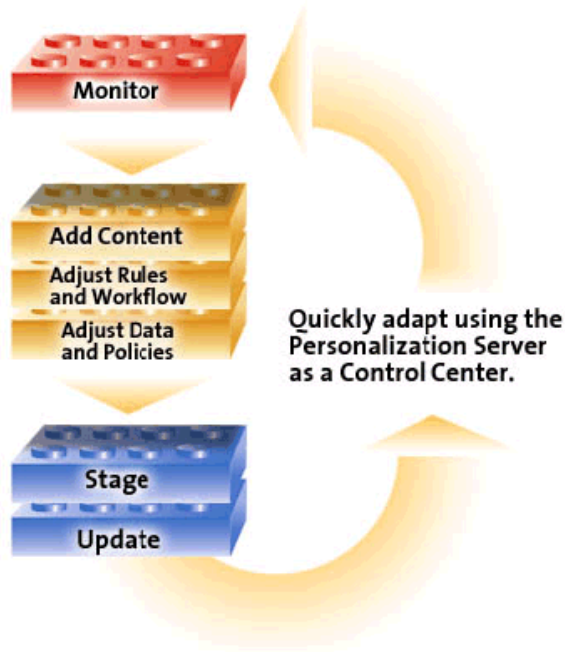 Monitor
Add Content
Adjust Rules
and Workflow
Adjust Data
and Policies
Stage
Update
Quickly adapt using the
Personalization Server
as a Control Center.